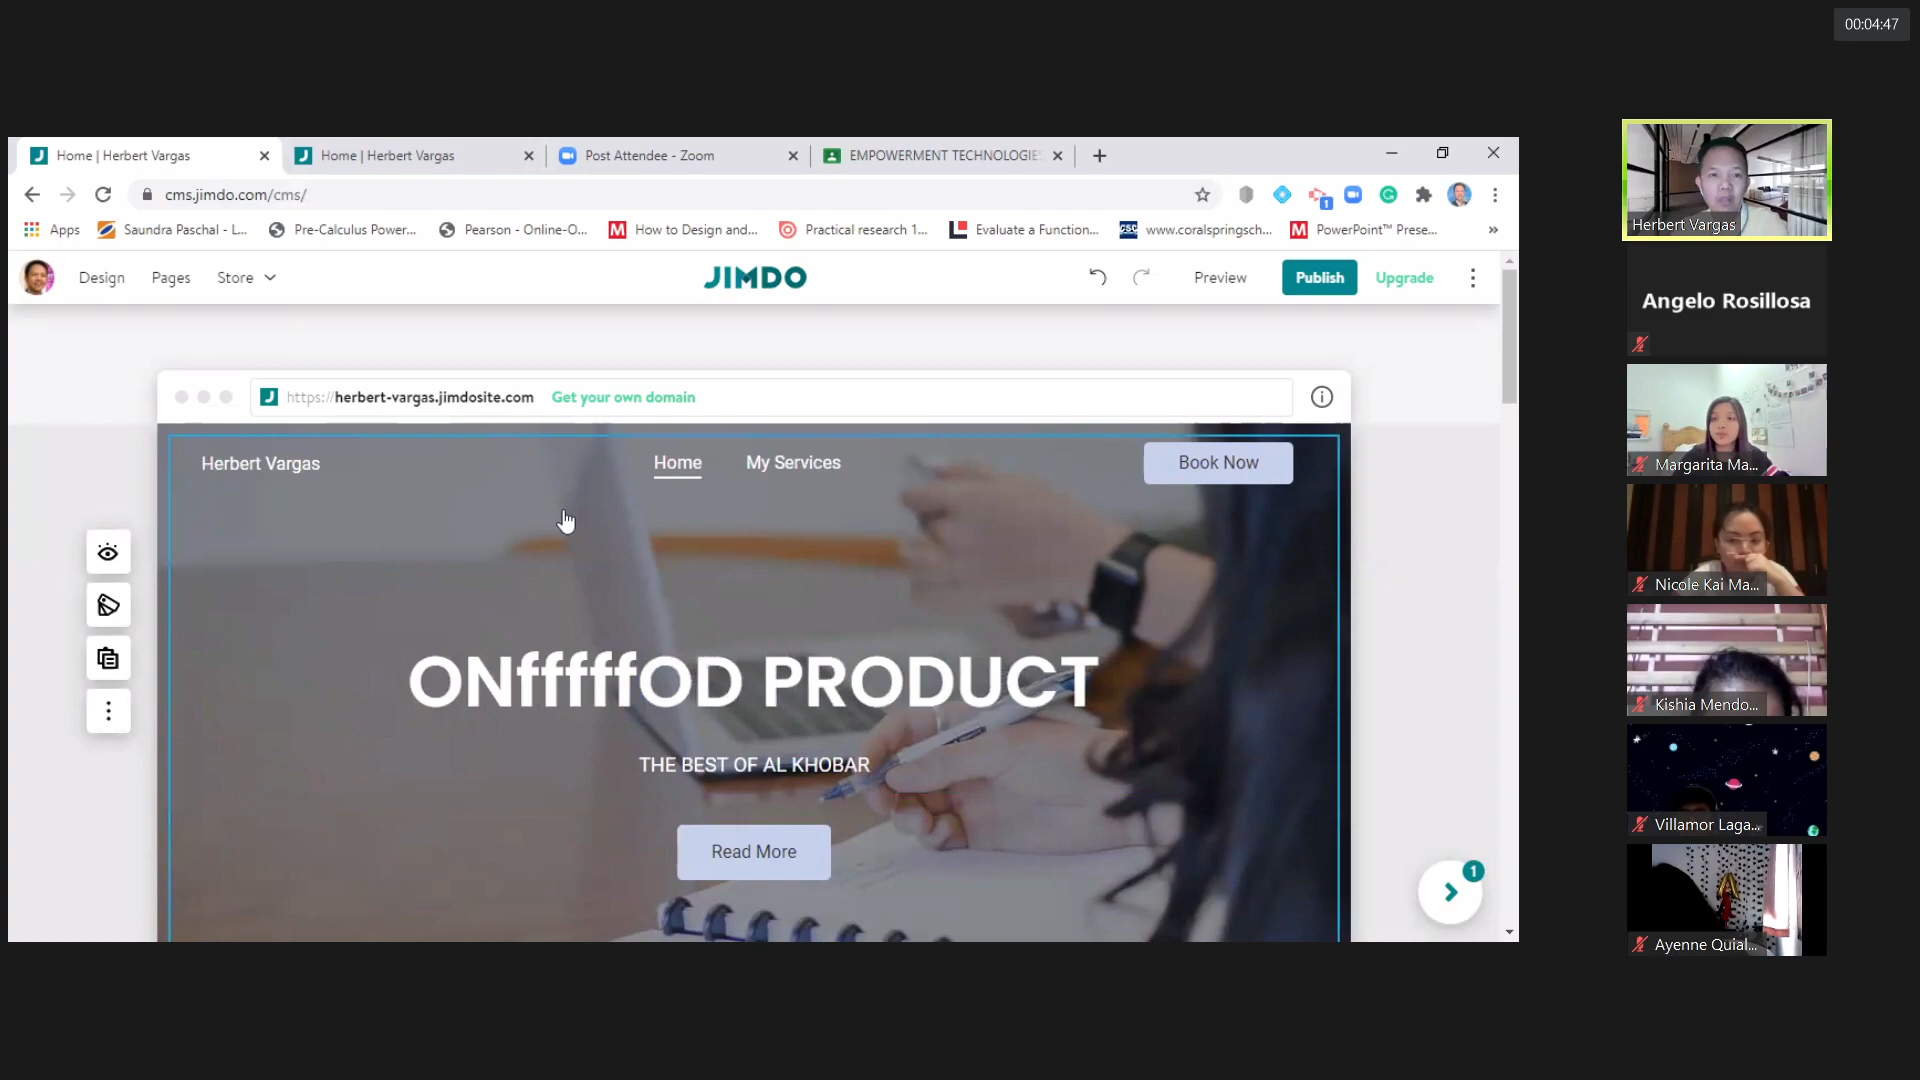 00:04:47
Home | Herbert Vargas
Home | Herbert Vargas
Post Attendee - Zoom
EMPOWERMENT TECHNOLOGIES
cms.jimdo.com/cms/
1
Apps
Saundra Paschal - L...
Pre-Calculus Power...
Pearson - Online-O...
How to Design and...
Practical research 1...
Evaluate a Function...
www.coralspringsch...
PowerPoint™ Prese...
»
Design
Pages
Store
JIMDO
Preview
Publish
Upgrade
https://herbert-vargas.jimdosite.com
Get your own domain
Herbert Vargas
Home
My Services
Book Now
ONfffffOD PRODUCT
THE BEST OF AL KHOBAR
Read More
1
Herbert Vargas
Angelo Rosillosa
Margarita Ma...
Nicole Kai Ma...
Kishia Mendo...
Villamor Laga...
Ayenne Quial...